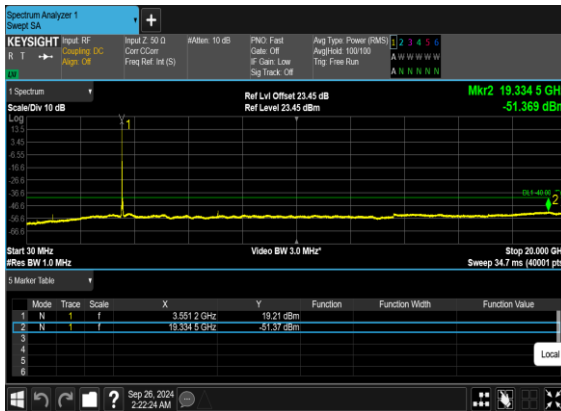 Spectrum Analyzer 1
Swept SA
+
KEYSIGHT Input: RF Input Z: 50 Ω #Atten: 10 dB PNO: Fast Avg Type: Power (RMS) 1 2 3 4 5 6
R T Coupling: DC Corr CCorr Gate: Off Avg|Hold: 100/100 A W W W W W
Align: Off Freq Ref: Int (S) IF Gain: Low Trig: Free Run
Sig Track: Off A N N N N N
1 Spectrum
Ref Lvl Offset 23.45 dB Mkr2 19.334 5 GH
Scale/Div 10 dB Ref Level 23.45 dBm -51.369 dBr
Log
13.5
3.45
-6.55
-16.6
-26.6
-36.6
-46.6
-56.6
-66.6
1
DL1 -40.00
2
Start 30 MHz Video BW 3.0 MHz* Stop 20.000 GH
#Res BW 1.0 MHz Sweep 34.7 ms (40001 pts
5 Marker Table
Mode Trace Scale X Y Function Function Width Function Value
1 N 1 f 3.551 2 GHz 19.21 dBm
2 N 1 f 19.334 5 GHz -51.37 dBm
3
4
5
6
Local
? Sep 26, 2024
2:22:24 AM